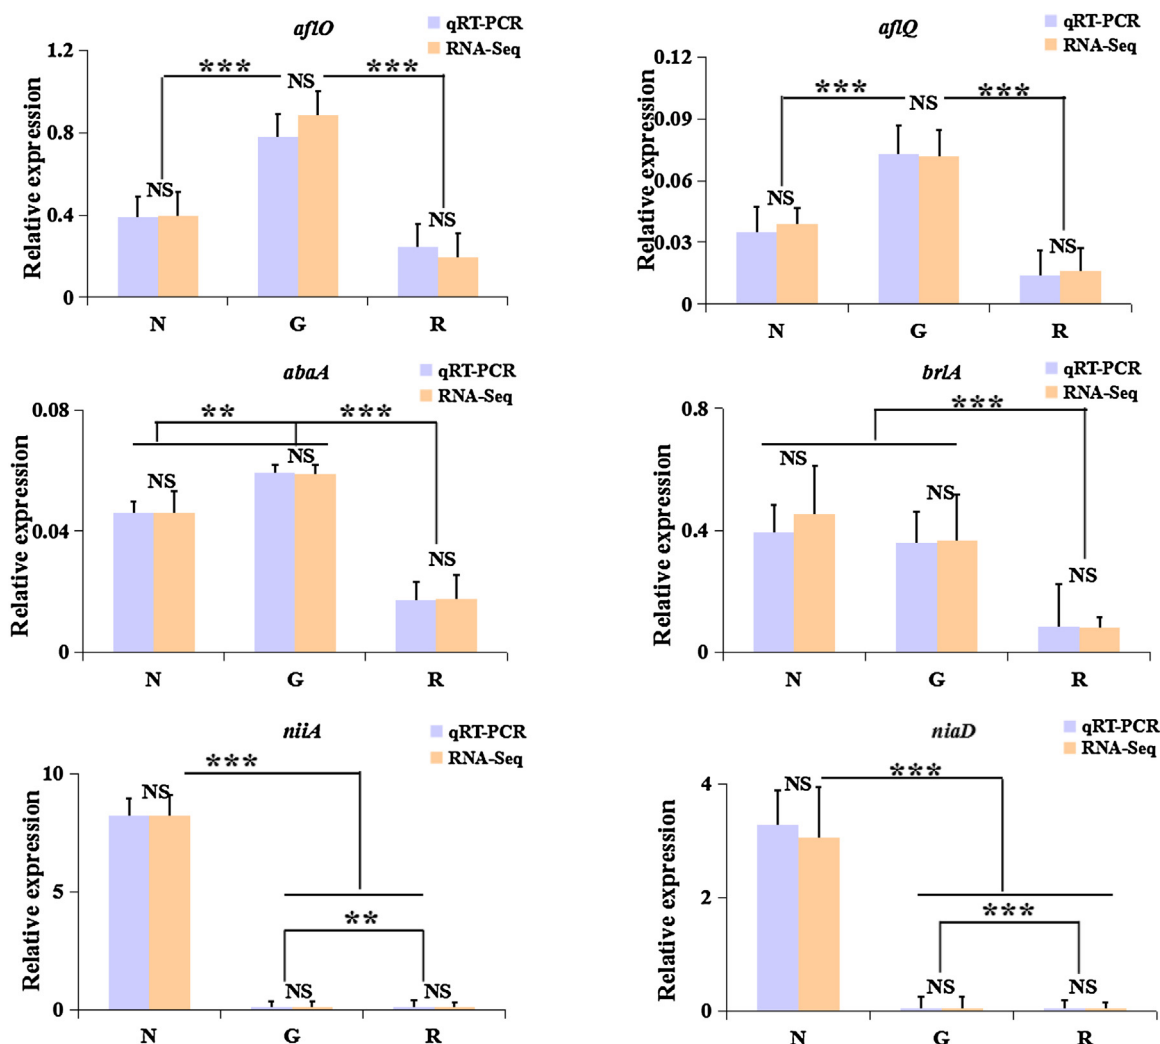 aflO
qRT-PCR
RNA-Seq
Relative expression
1.2
0.8
0.4
0
***
NS
***
NS
NS
N
G
R
aflQ
qRT-PCR
RNA-Seq
Relative expression
0.12
0.09
0.06
0.03
0
***
NS
***
NS
NS
N
G
R
abaA
qRT-PCR
RNA-Seq
Relative expression
0.08
0.04
0
**
***
NS
NS
NS
N
G
R
brlA
qRT-PCR
RNA-Seq
Relative expression
0.8
0.4
0
***
NS
NS
NS
N
G
R
niiA
qRT-PCR
RNA-Seq
Relative expression
10
5
0
***
NS
**
NS
NS
N
G
R
niaD
qRT-PCR
RNA-Seq
Relative expression
4
2
0
***
NS
***
NS
NS
N
G
R